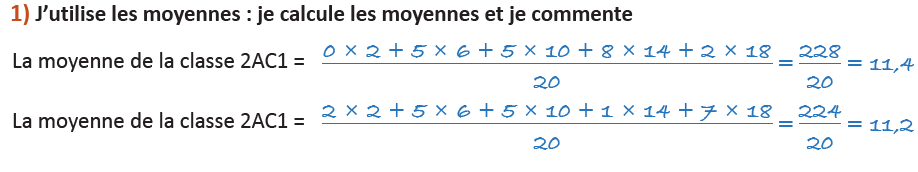 1) J'utilise les moyennes : je calcule les moyennes et je commente
La moyenne de la classe 2AC1 = (0 × 2 + 5 × 6 + 5 × 10 + 8 × 14 + 2 × 18)/20 = 228/20 = 11,4
La moyenne de la classe 2AC1 = (2 × 2 + 5 × 6 + 5 × 10 + 1 × 14 + 7 × 18)/20 = 224/20 = 11,2